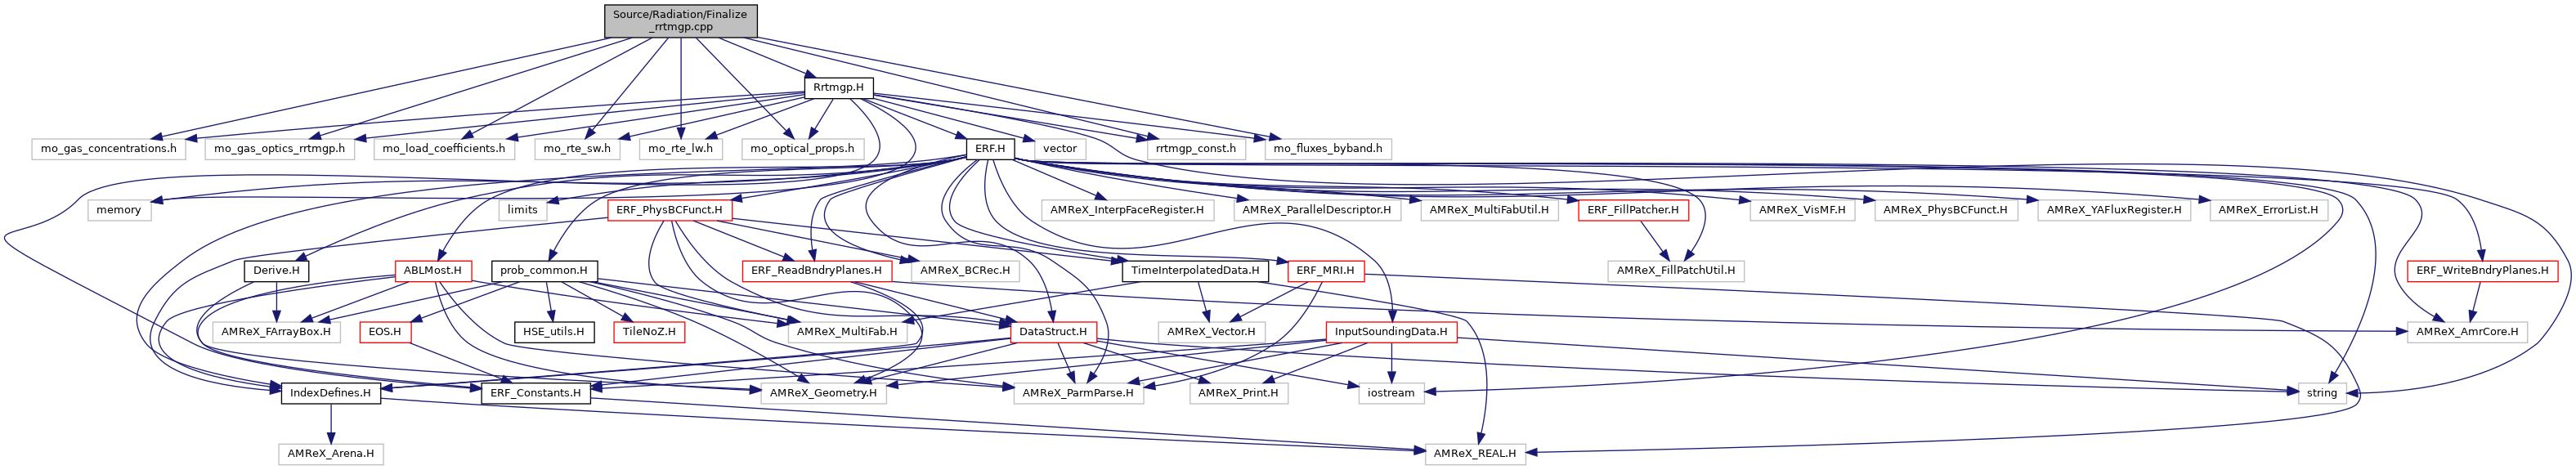 Source/Radiation/Finalize
_rrtmgp.cpp
Rrtmgp.H
mo_gas_concentrations.h
mo_gas_optics_rrtmgp.h
mo_load_coefficients.h
mo_rte_sw.h
mo_rte_lw.h
mo_optical_props.h
ERF.H
vector
rrtmgp_const.h
mo_fluxes_byband.h
memory
limits
ERF_PhysBCFunct.H
AMReX_InterpFaceRegister.H
AMReX_ParallelDescriptor.H
AMReX_MultiFabUtil.H
ERF_FillPatcher.H
AMReX_VisMF.H
AMReX_PhysBCFunct.H
AMReX_YAFluxRegister.H
AMReX_ErrorList.H
Derive.H
ABLMost.H
prob_common.H
ERF_ReadBndryPlanes.H
AMReX_BCRec.H
TimeInterpolatedData.H
ERF_MRI.H
AMReX_FillPatchUtil.H
ERF_WriteBndryPlanes.H
AMReX_FArrayBox.H
EOS.H
HSE_utils.H
TileNoZ.H
AMReX_MultiFab.H
DataStruct.H
AMReX_Vector.H
InputSoundingData.H
AMReX_AmrCore.H
IndexDefines.H
ERF_Constants.H
AMReX_Geometry.H
AMReX_ParmParse.H
AMReX_Print.H
iostream
string
AMReX_Arena.H
AMReX_REAL.H